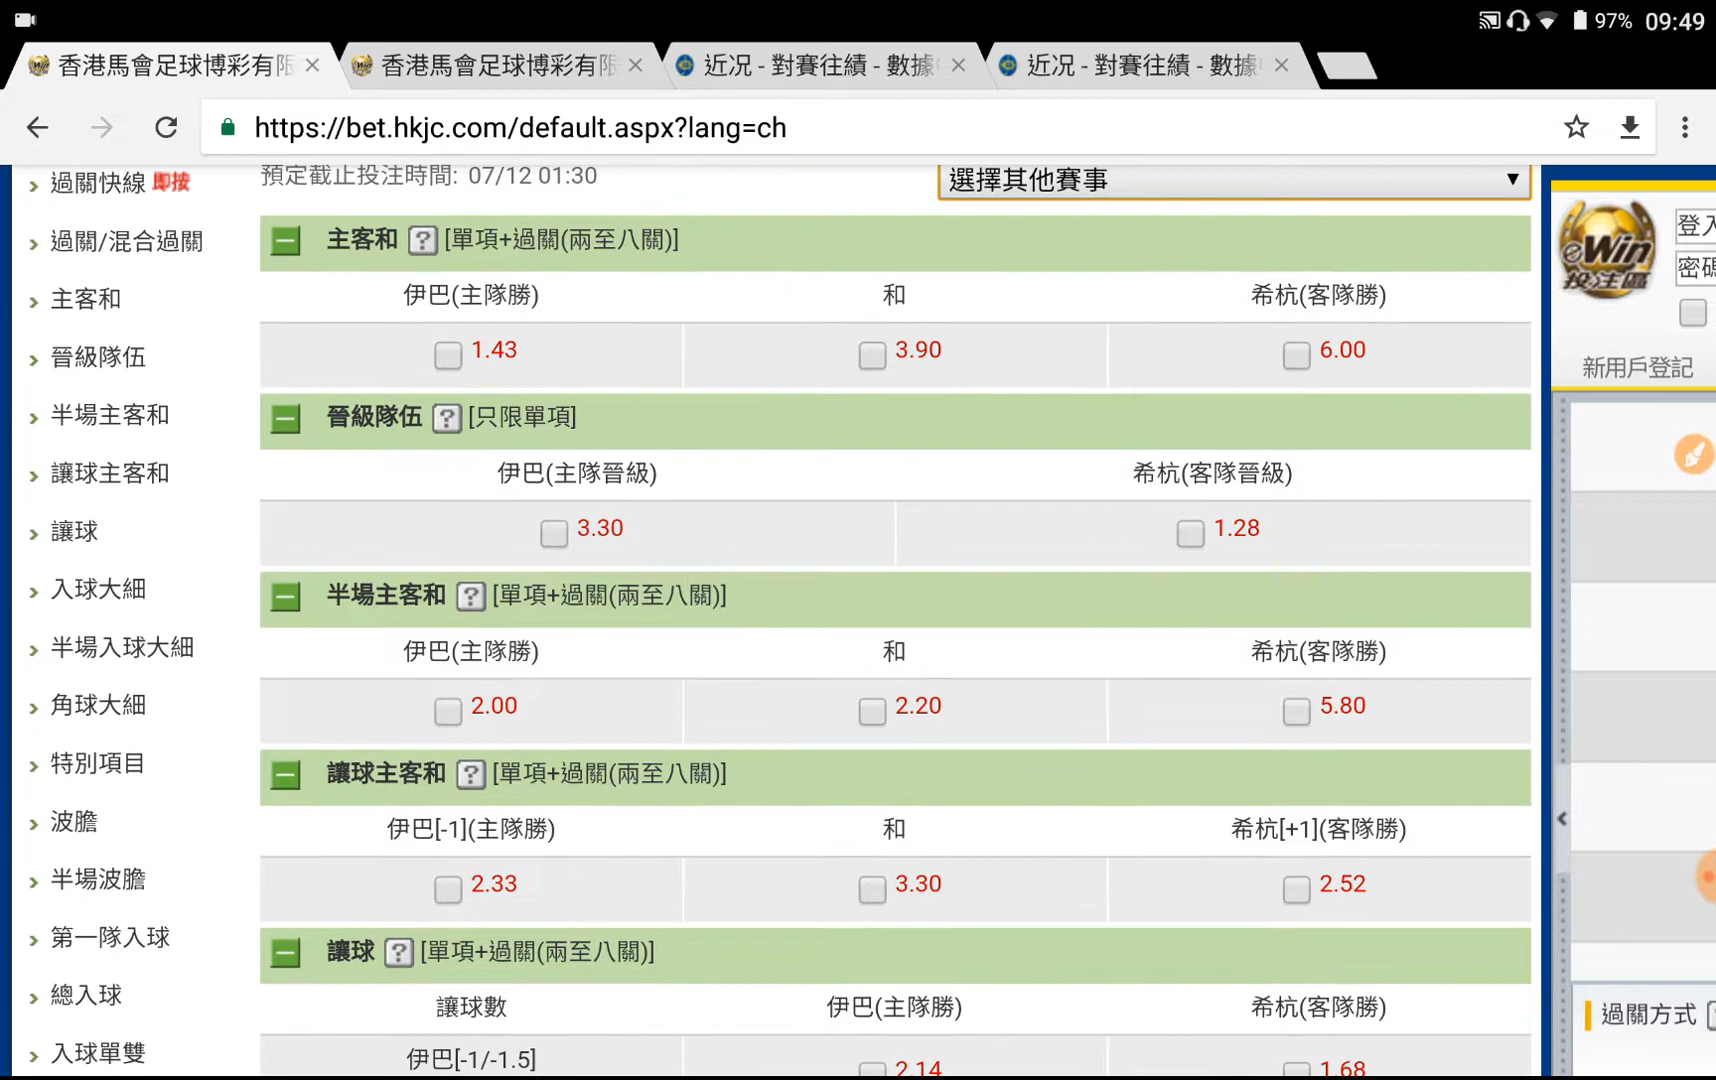 97% 09:49
香港馬會足球博彩有限
香港馬會足球博彩有限
近況 - 對賽往績 - 數據
近況 - 對賽往績 - 數據
https://bet.hkjc.com/default.aspx?lang=ch
過關快線 即按
過關/混合過關
主客和
晉級隊伍
半場主客和
讓球主客和
讓球
入球大細
半場入球大細
角球大細
特別項目
波膽
半場波膽
第一隊入球
總入球
入球單雙
預定截止投注時間: 07/12 01:30
選擇其他賽事
主客和 ? [單項+過關(兩至八關)]
伊巴(主隊勝) 和 希杭(客隊勝)
1.43 3.90 6.00
晉級隊伍 ? [只限單項]
伊巴(主隊晉級) 希杭(客隊晉級)
3.30 1.28
半場主客和 ? [單項+過關(兩至八關)]
伊巴(主隊勝) 和 希杭(客隊勝)
2.00 2.20 5.80
讓球主客和 ? [單項+過關(兩至八關)]
伊巴[-1](主隊勝) 和 希杭[+1](客隊勝)
2.33 3.30 2.52
讓球 ? [單項+過關(兩至八關)]
讓球數 伊巴(主隊勝) 希杭(客隊勝)
伊巴[-1/-1.5] 2.14 1.68
eWin
投注區
登入
密碼
新用戶登記
過關方式